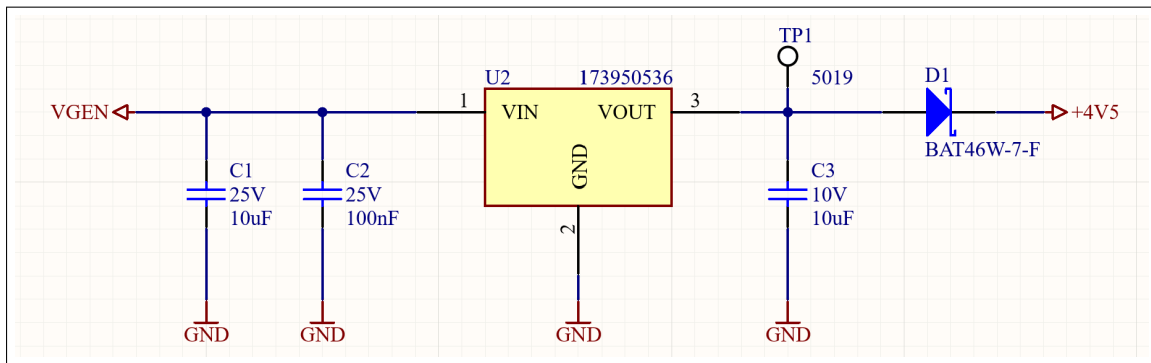 TP1
5019
U2
173950536
D1
VGEN
1
VIN
VOUT
3
+4V5
GND
2
BAT46W-7-F
C1
25V
10uF
C2
25V
100nF
C3
10V
10uF
GND
GND
GND
GND